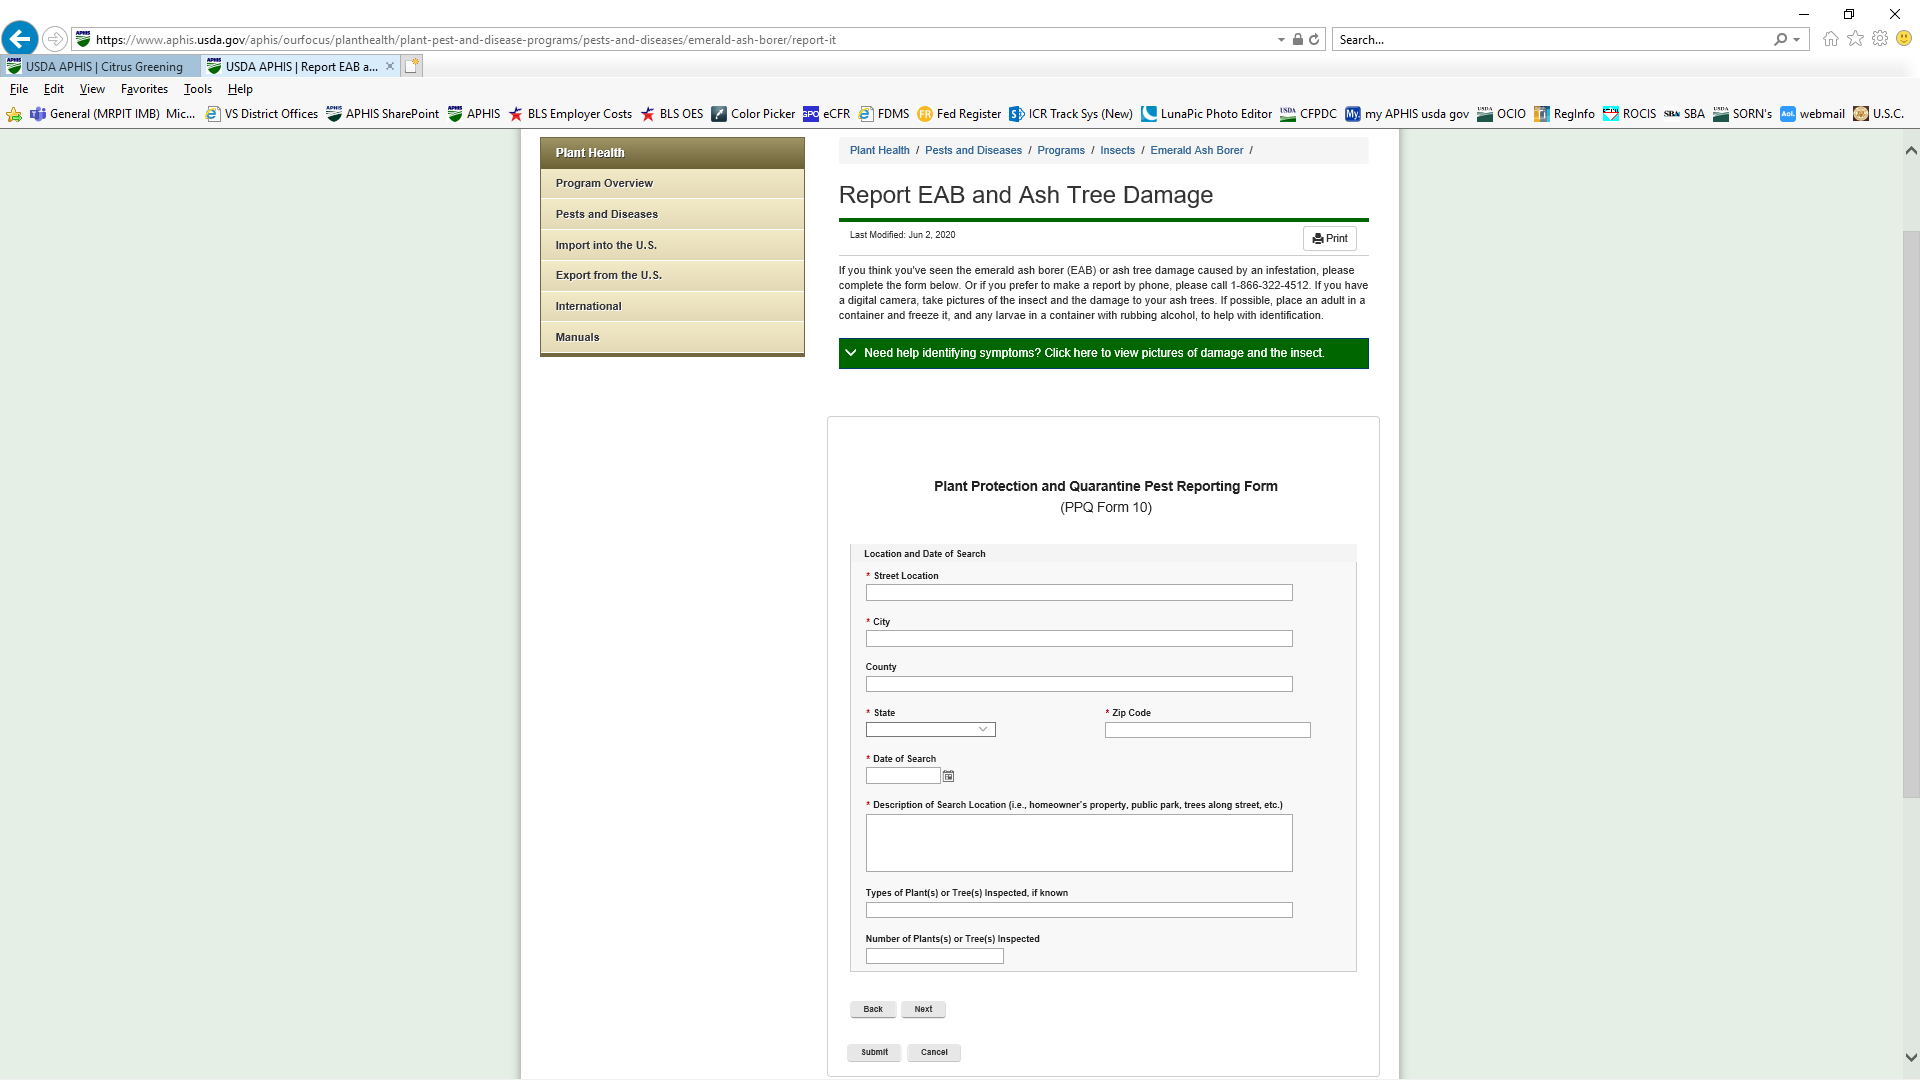 https://www.aphis.usda.gov/aphis/ourfocus/planthealth/plant-pest-and-disease-programs/pests-and-diseases/emerald-ash-borer/report-it
Search...
USDA APHIS | Citrus Greening
USDA APHIS | Report EAB a...
File Edit View Favorites Tools Help
General (MRPIT IMB) Mic... VS District Offices APHIS SharePoint APHIS BLS Employer Costs BLS OES Color Picker eCFR FDMS Fed Register ICR Track Sys (New) LunaPic Photo Editor CFPDC my APHIS usda gov OCIO RegInfo ROCIS SBA SORN's webmail U.S.C.
Plant Health
Program Overview
Pests and Diseases
Import into the U.S.
Export from the U.S.
International
Manuals
Plant Health / Pests and Diseases / Programs / Insects / Emerald Ash Borer /
Report EAB and Ash Tree Damage
Last Modified: Jun 2, 2020
Print
If you think you've seen the emerald ash borer (EAB) or ash tree damage caused by an infestation, please
complete the form below. Or if you prefer to make a report by phone, please call 1-866-322-4512. If you have
a digital camera, take pictures of the insect and the damage to your ash trees. If possible, place an adult in a
container and freeze it, and any larvae in a container with rubbing alcohol, to help with identification.
Need help identifying symptoms? Click here to view pictures of damage and the insect.
Plant Protection and Quarantine Pest Reporting Form
(PPQ Form 10)
Location and Date of Search
* Street Location
* City
County
* State
* Zip Code
* Date of Search
* Description of Search Location (i.e., homeowner's property, public park, trees along street, etc.)
Types of Plant(s) or Tree(s) Inspected, if known
Number of Plants(s) or Tree(s) Inspected
Back Next
Submit Cancel